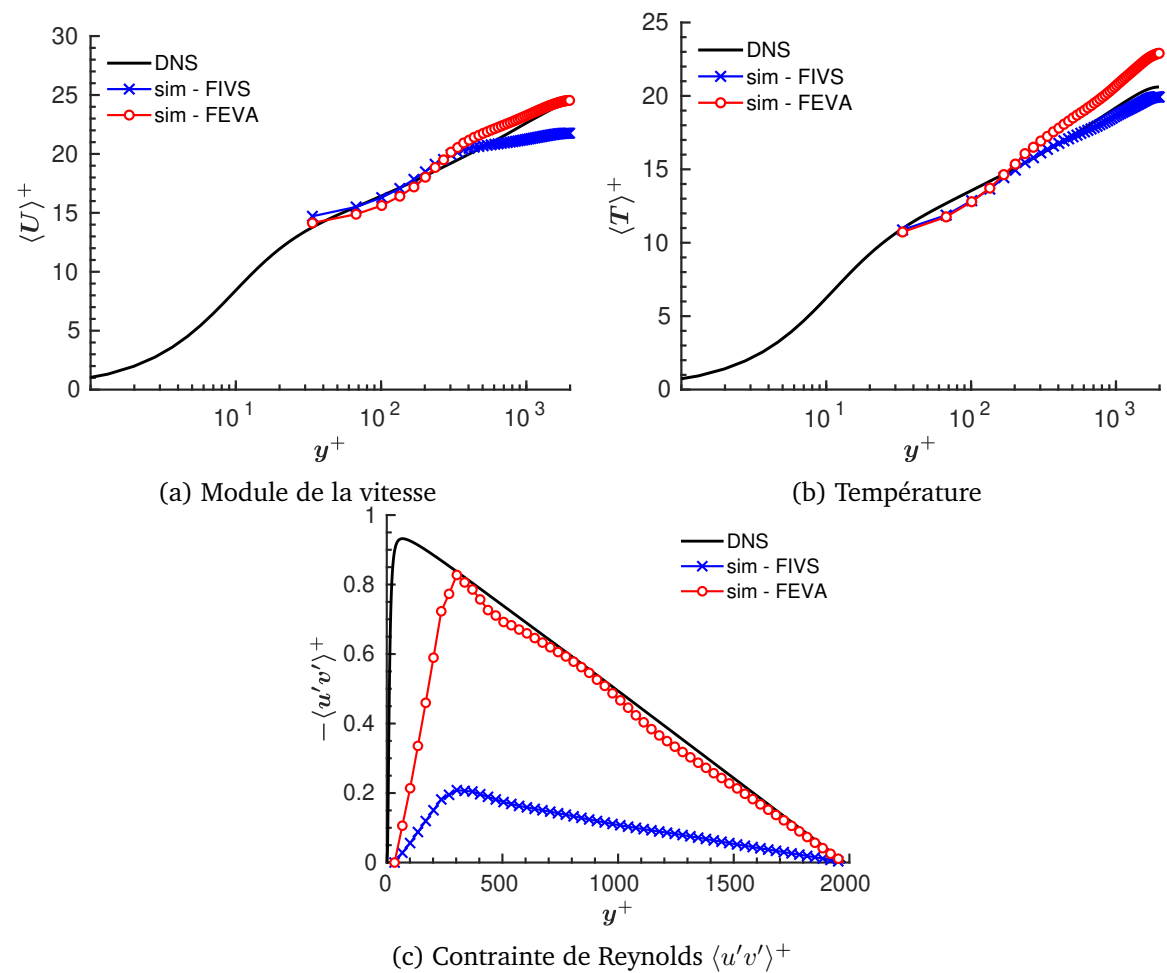 30
25
20
15
10
5
0
⟨U⟩⁺
DNS
sim - FIVS
sim - FEVA
10¹ 10² 10³
y⁺
(a) Module de la vitesse
25
20
15
10
5
0
⟨T⟩⁺
DNS
sim - FIVS
sim - FEVA
10¹ 10² 10³
y⁺
(b) Température
1
0.8
0.6
0.4
0.2
0
−⟨u′v′⟩⁺
DNS
sim - FIVS
sim - FEVA
0 500 1000 1500 2000
y⁺
(c) Contrainte de Reynolds ⟨u′v′⟩⁺